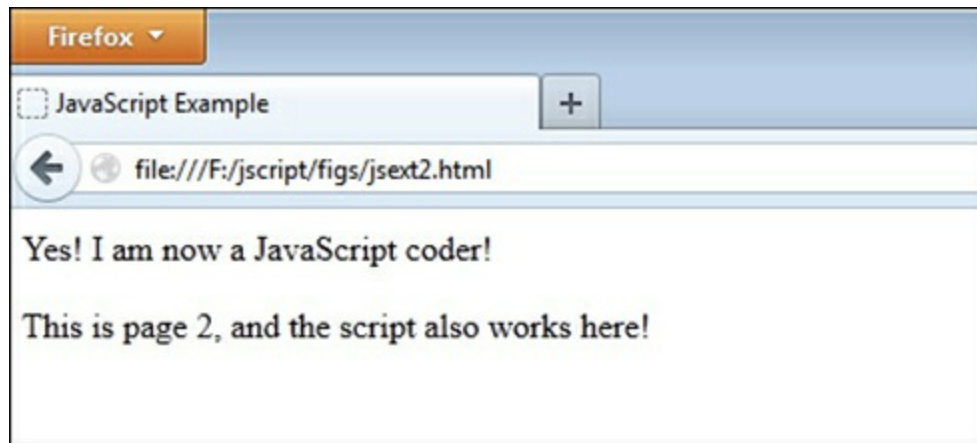 Firefox
JavaScript Example
+
file:///F:/jscript/figs/jsext2.html
Yes! I am now a JavaScript coder!
This is page 2, and the script also works here!